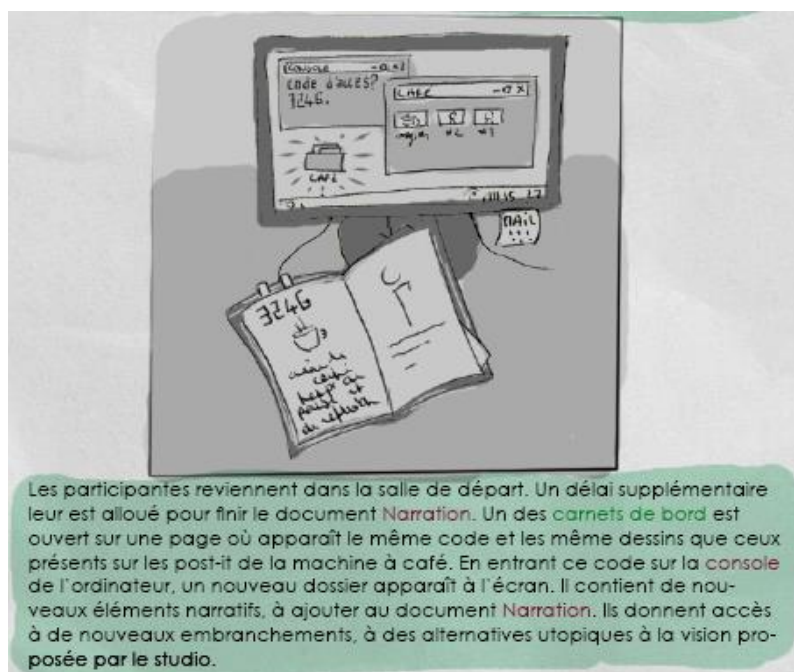 CONSOLE
code d'accès?
3246.
CAFE
CAFE
MAIL
3246
Les participantes reviennent dans la salle de départ. Un délai supplémentaire
leur est alloué pour finir le document Narration. Un des carnets de bord est
ouvert sur une page où apparaît le même code et les même dessins que ceux
présents sur les post-it de la machine à café. En entrant ce code sur la console
de l'ordinateur, un nouveau dossier apparaît à l'écran. Il contient de nou-
veaux éléments narratifs, à ajouter au document Narration. Ils donnent accès
à de nouveaux embranchements, à des alternatives utopiques à la vision pro-
posée par le studio.